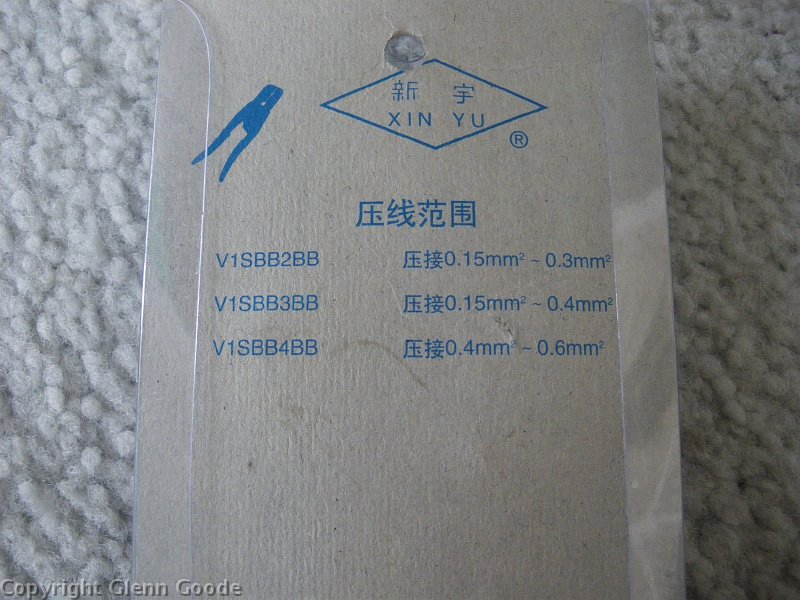 新宇
XIN YU
®
压线范围
V1SBB2BB 压接0.15mm² ~ 0.3mm²
V1SBB3BB 压接0.15mm² ~ 0.4mm²
V1SBB4BB 压接0.4mm² ~ 0.6mm²
Copyright Glenn Goode